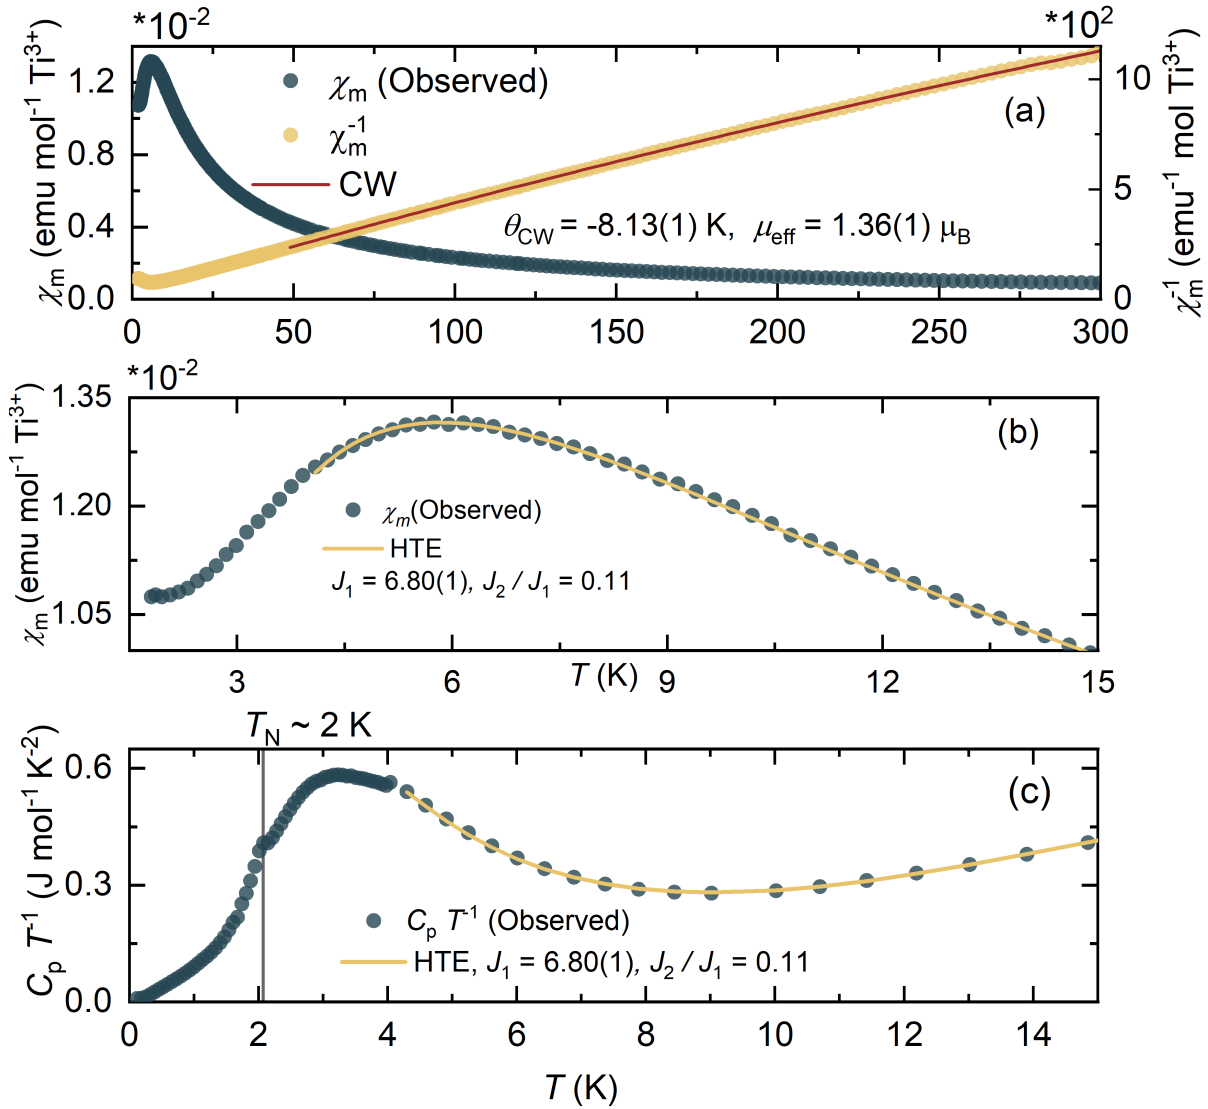 *10⁻² *10²
χm (emu mol⁻¹ Ti³⁺)
1.2
0.8
0.4
0.0
χm (Observed)
χm⁻¹
CW
(a)
θCW = -8.13(1) K, μeff = 1.36(1) μB
10
5
0
χm⁻¹ (emu⁻¹ mol Ti³⁺)
0 50 100 150 200 250 300
*10⁻²
χm (emu mol⁻¹ Ti³⁺)
1.35
1.20
1.05
(b)
χm(Observed)
HTE
J₁ = 6.80(1), J₂ / J₁ = 0.11
3 6 9 12 15
T (K)
TN ~ 2 K
Cp T⁻¹ (J mol⁻¹ K⁻²)
0.6
0.3
0.0
(c)
Cp T⁻¹ (Observed)
HTE, J₁ = 6.80(1), J₂ / J₁ = 0.11
0 2 4 6 8 10 12 14
T (K)